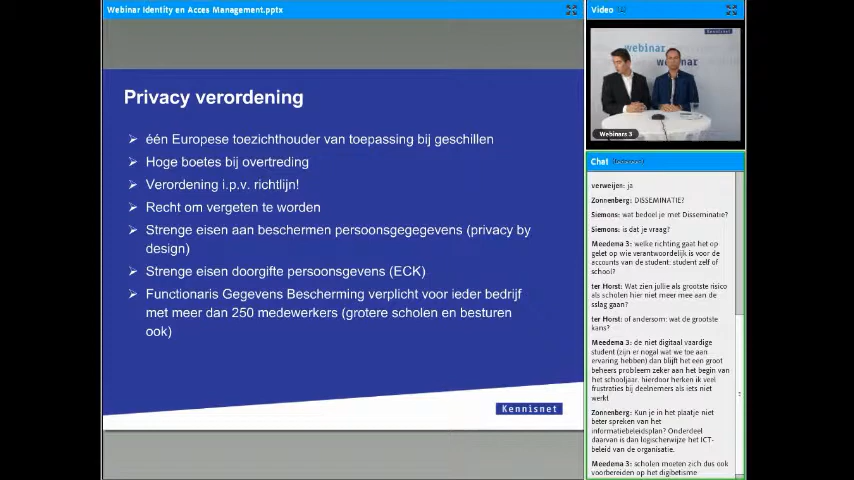 Webinar Identity en Acces Management.pptx
Privacy verordening
➢ één Europese toezichthouder van toepassing bij geschillen
➢ Hoge boetes bij overtreding
➢ Verordening i.p.v. richtlijn!
➢ Recht om vergeten te worden
➢ Strenge eisen aan beschermen persoonsgegegevens (privacy by
design)
➢ Strenge eisen doorgifte persoonsgevens (ECK)
➢ Functionaris Gegevens Bescherming verplicht voor ieder bedrijf
met meer dan 250 medewerkers (grotere scholen en besturen
ook)
Kennisnet
Video
Kennisnet
webinar
Webinars 3
Chat
verweijen: ja
Zonnenberg: DISSEMINATIE?
Siemons: wat bedoel je met Disseminatie?
Siemons: is dat je vraag?
Meedema 3: welke richting gaat het op
gelet op wie verantwoordelijk is voor de
accounts van de student: student zelf of
school?
ter Horst: Wat zien jullie als grootste risico
als scholen hier niet meer mee aan de
sslag gaan?
ter Horst: of andersom: wat de grootste
kans?
Meedema 3: de niet digitaal vaardige
student (zijn er nogal wat we toe aan
ervaring hebben) dan blijft het een groot
beheers probleem zeker aan het begin van
het schooljaar. hierdoor herken ik veel
frustraties bij deelnemers als iets niet
werkt
Zonnenberg: Kun je in het plaatje niet
beter spreken van het
informatiebeleidsplan? Onderdeel
daarvan is dan logischerwijze het ICT-
beleid van de organisatie.
Meedema 3: scholen moeten zich dus ook
voorbereiden op het digibetisme